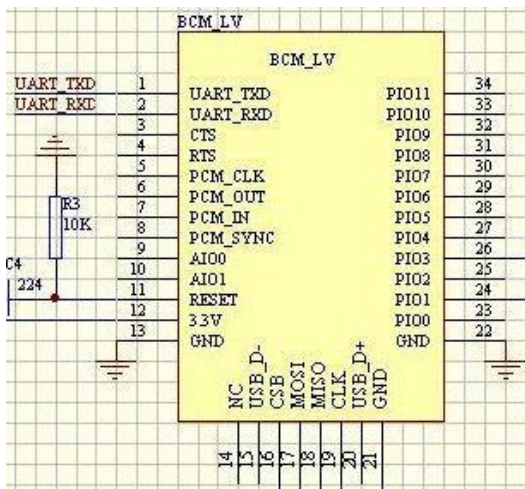 BCM_LV
BCM_LV
UART_TXD 1 UART_TXD PIO11 34
UART_RXD 2 UART_RXD PIO10 33
3 CTS PIO9 32
4 RTS PIO8 31
5 PCM_CLK PIO7 30
6 PCM_OUT PIO6 29
7 PCM_IN PIO5 28
8 PCM_SYNC PIO4 27
9 AIO0 PIO3 26
10 AIO1 PIO2 25
11 RESET PIO1 24
12 3.3V PIO0 23
13 GND GND 22
R3
10K
C4
224
NC
USB_D-
CSB
MOSI
MISO
CLK
USB_D+
GND
14
15
16
17
18
19
20
21